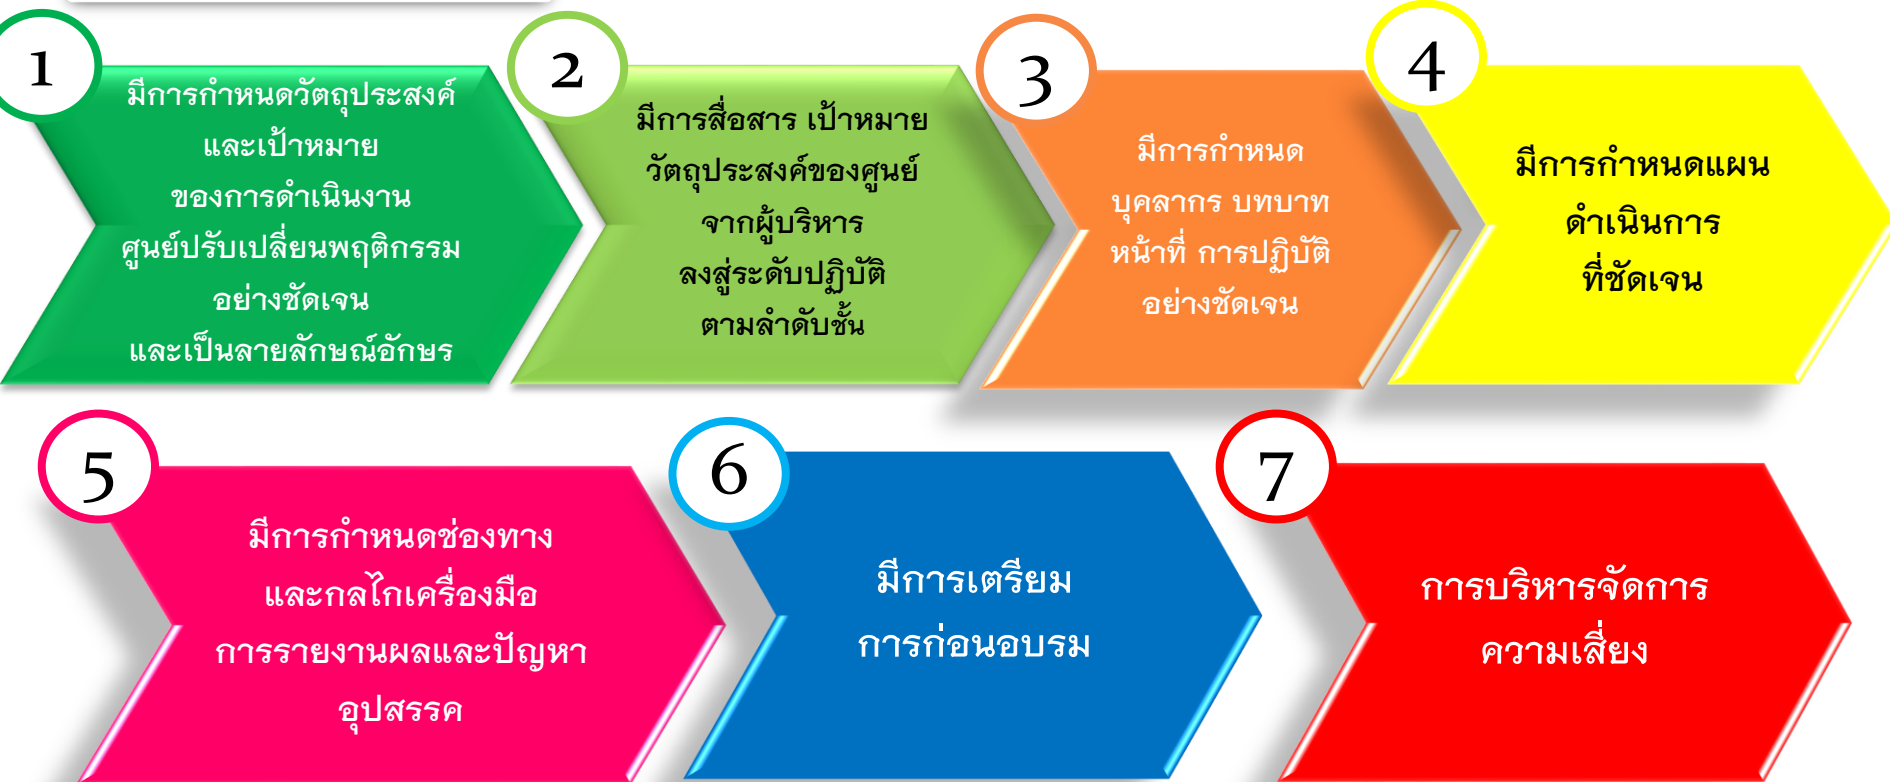 1
มีการกำหนดวัตถุประสงค์
และเป้าหมาย
ของการดำเนินงาน
ศูนย์ปรับเปลี่ยนพฤติกรรม
อย่างชัดเจน
และเป็นลายลักษณ์อักษร
2
มีการสื่อสาร เป้าหมาย
วัตถุประสงค์ของศูนย์
จากผู้บริหาร
ลงสู่ระดับปฏิบัติ
ตามลำดับชั้น
3
มีการกำหนด
บุคลากร บทบาท
หน้าที่ การปฏิบัติ
อย่างชัดเจน
4
มีการกำหนดแผน
ดำเนินการ
ที่ชัดเจน
5
มีการกำหนดช่องทาง
และกลไกเครื่องมือ
การรายงานผลและปัญหา
อุปสรรค
6
มีการเตรียม
การก่อนอบรม
7
การบริหารจัดการ
ความเสี่ยง